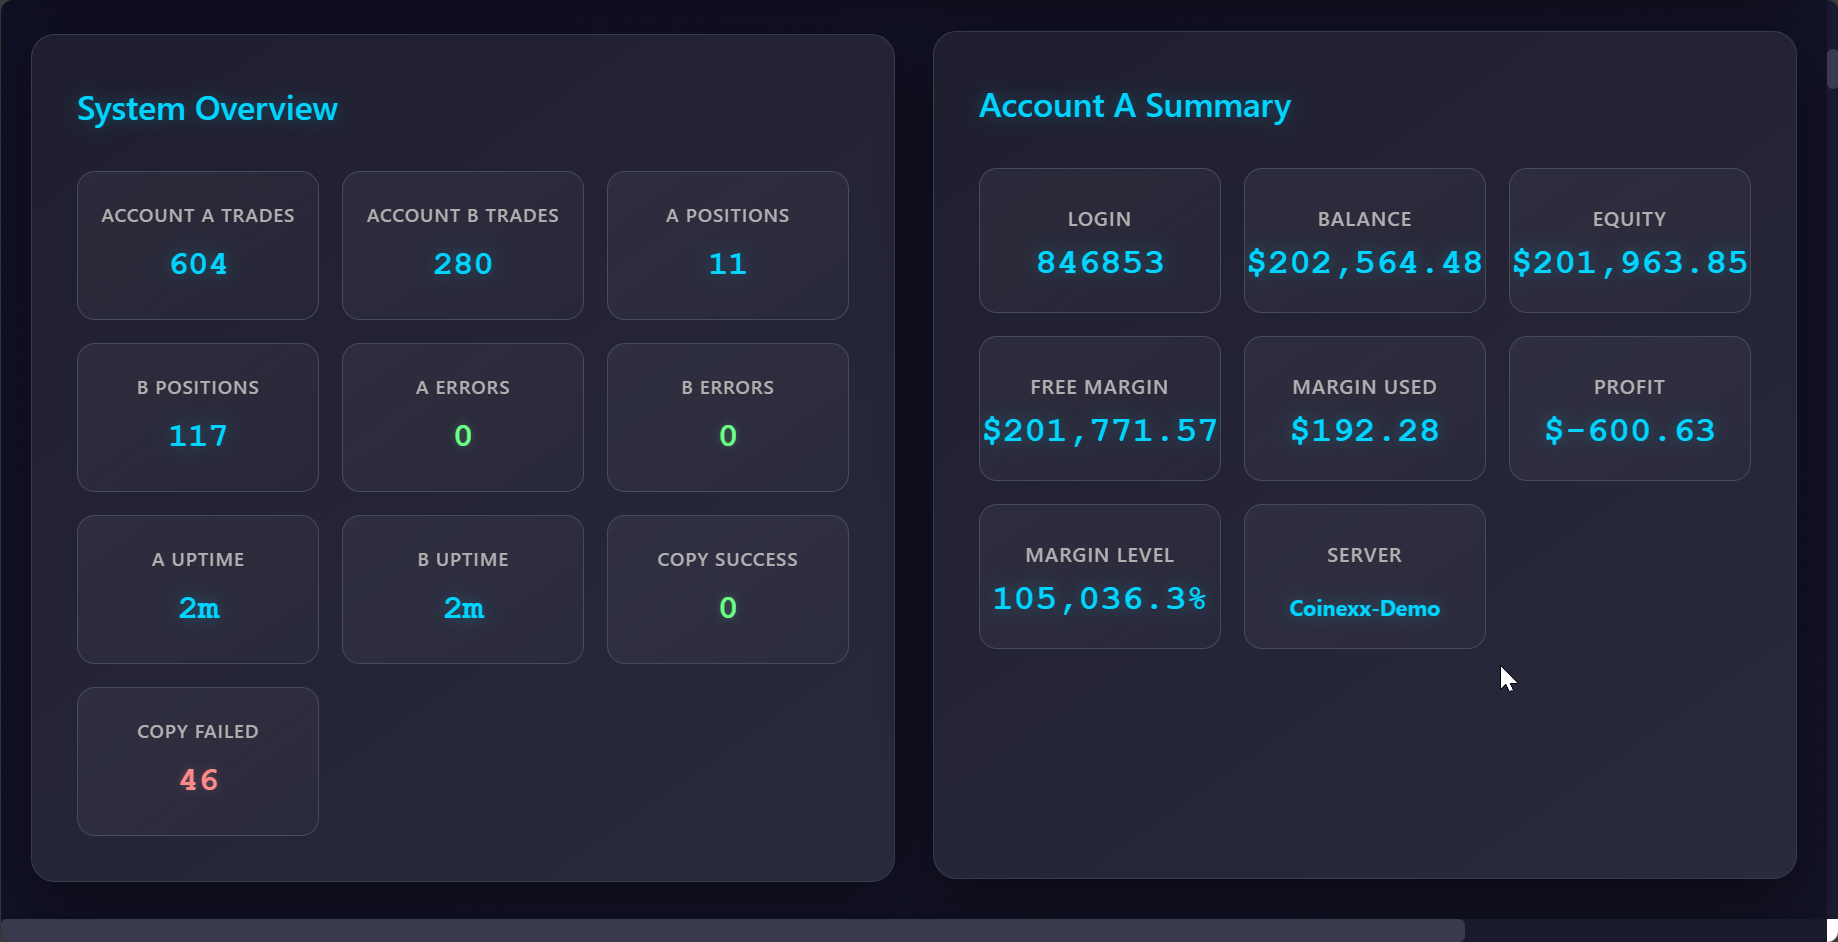 System Overview
ACCOUNT A TRADES
604
ACCOUNT B TRADES
280
A POSITIONS
11
B POSITIONS
117
A ERRORS
0
B ERRORS
0
A UPTIME
2m
B UPTIME
2m
COPY SUCCESS
0
COPY FAILED
46
Account A Summary
LOGIN
846853
BALANCE
$202,564.48
EQUITY
$201,963.85
FREE MARGIN
$201,771.57
MARGIN USED
$192.28
PROFIT
$-600.63
MARGIN LEVEL
105,036.3%
SERVER
Coinexx-Demo